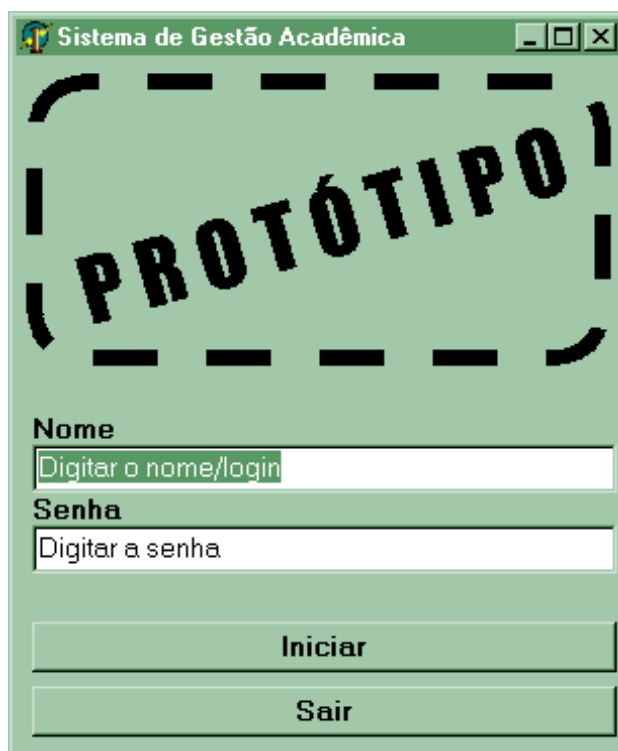 Sistema de Gestão Acadêmica
PROTÓTIPO
Nome
Digitar o nome/login
Senha
Digitar a senha
Iniciar
Sair